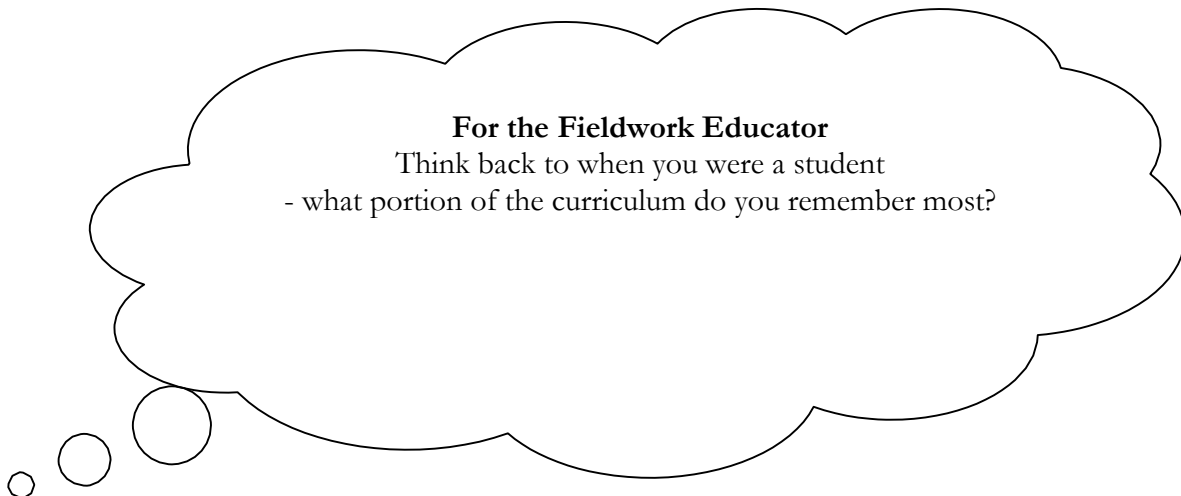 For the Fieldwork Educator
Think back to when you were a student
- what portion of the curriculum do you remember most?